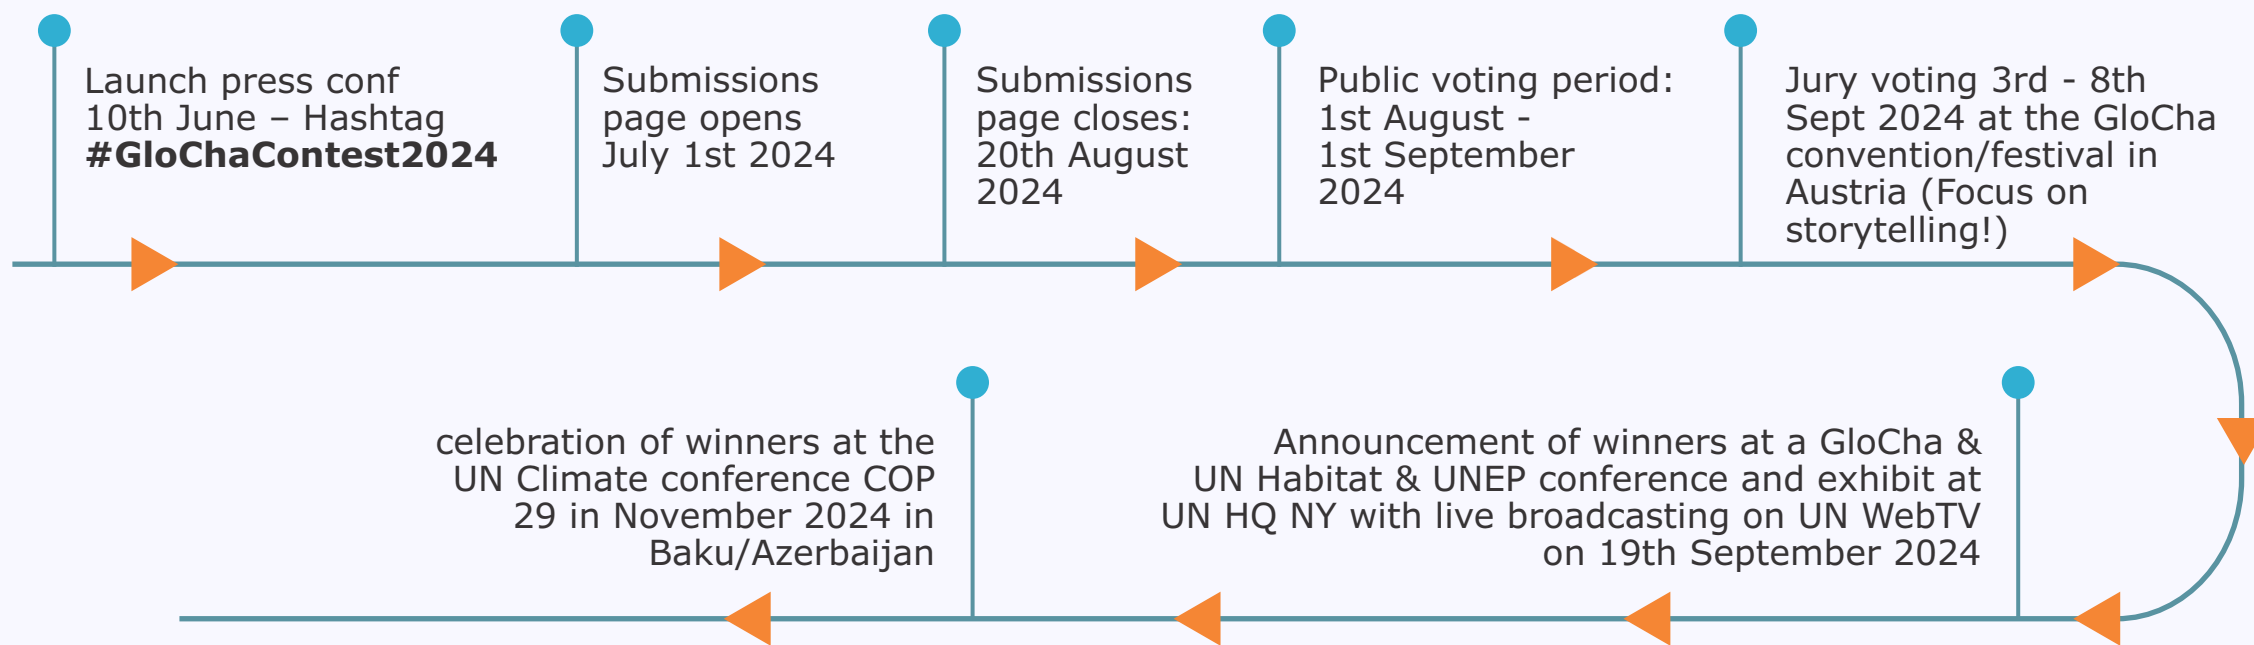 Launch press conf
10th June – Hashtag
#GloChaContest2024
Submissions
page opens
July 1st 2024
Submissions
page closes:
20th August
2024
Public voting period:
1st August -
1st September
2024
Jury voting 3rd - 8th
Sept 2024 at the GloCha
convention/festival in
Austria (Focus on
storytelling!)
Announcement of winners at a GloCha &
UN Habitat & UNEP conference and exhibit at
UN HQ NY with live broadcasting on UN WebTV
on 19th September 2024
celebration of winners at the
UN Climate conference COP
29 in November 2024 in
Baku/Azerbaijan